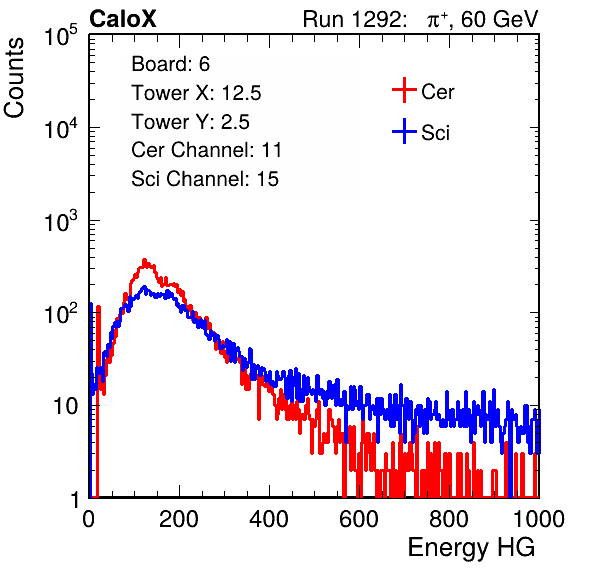 CaloX Run 1292: π⁺, 60 GeV
Counts
Board: 6
Tower X: 12.5
Tower Y: 2.5
Cer Channel: 11
Sci Channel: 15
Cer
Sci
10⁵
10⁴
10³
10²
10
1
0 200 400 600 800 1000
Energy HG